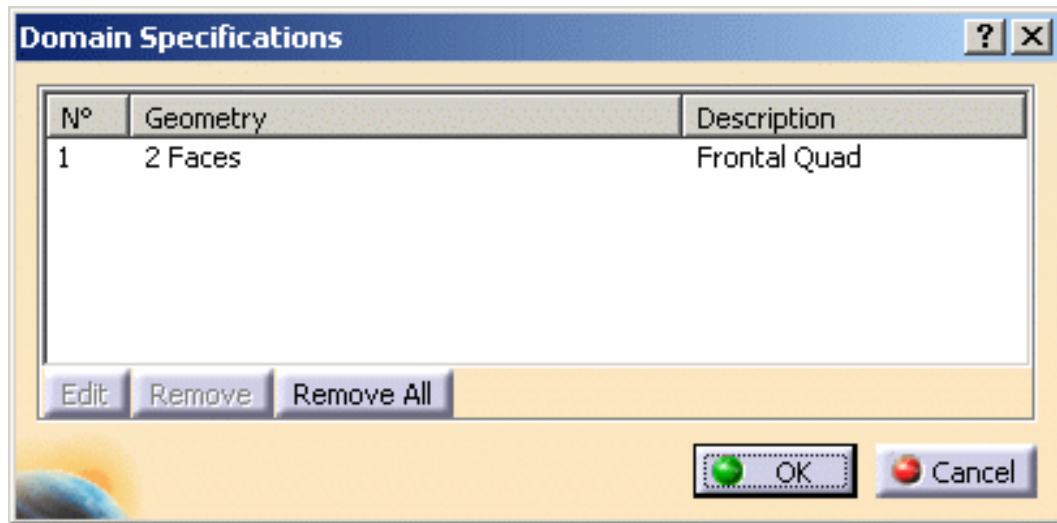 Domain Specifications ? X
N° Geometry Description
1 2 Faces Frontal Quad
Edit Remove Remove All
OK Cancel